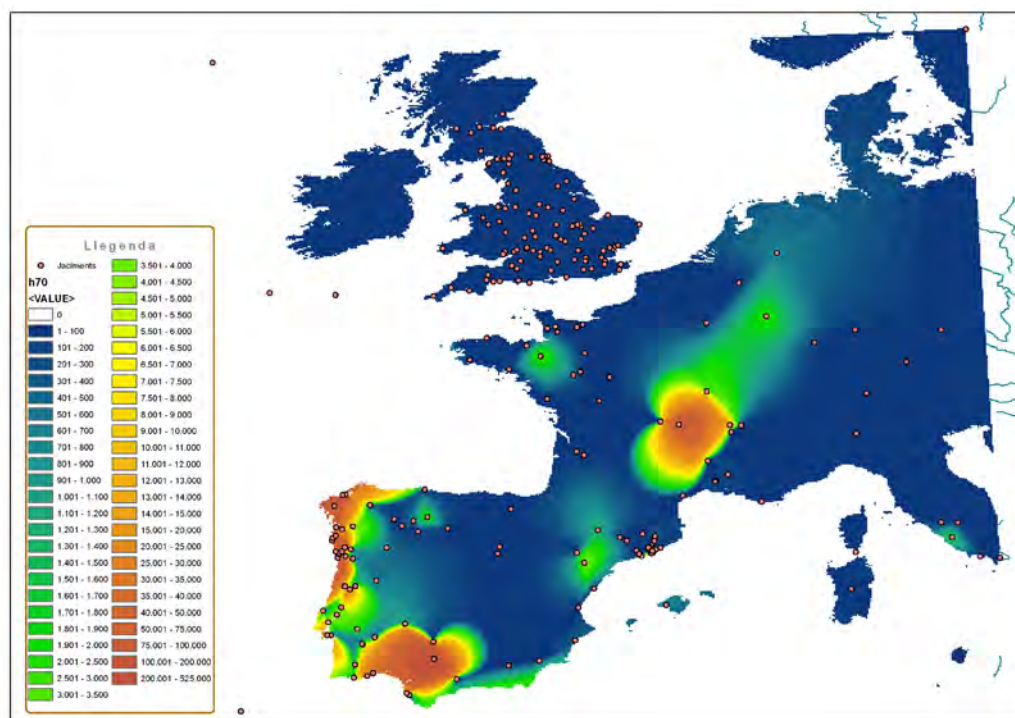 Llegenda
Jaciments
h70
<VALUE>
0
1 - 100
101 - 200
201 - 300
301 - 400
401 - 500
501 - 600
601 - 700
701 - 800
801 - 900
901 - 1.000
1.001 - 1.100
1.101 - 1.200
1.201 - 1.300
1.301 - 1.400
1.401 - 1.500
1.501 - 1.600
1.601 - 1.700
1.701 - 1.800
1.801 - 1.900
1.901 - 2.000
2.001 - 2.500
2.501 - 3.000
3.001 - 3.500
3.501 - 4.000
4.001 - 4.500
4.501 - 5.000
5.001 - 5.500
5.501 - 6.000
6.001 - 6.500
6.501 - 7.000
7.001 - 7.500
7.501 - 8.000
8.001 - 9.000
9.001 - 10.000
10.001 - 11.000
11.001 - 12.000
12.001 - 13.000
13.001 - 14.000
14.001 - 15.000
15.001 - 20.000
20.001 - 25.000
25.001 - 30.000
30.001 - 35.000
35.001 - 40.000
40.001 - 50.000
50.001 - 75.000
75.001 - 100.000
100.001 - 200.000
200.001 - 525.000